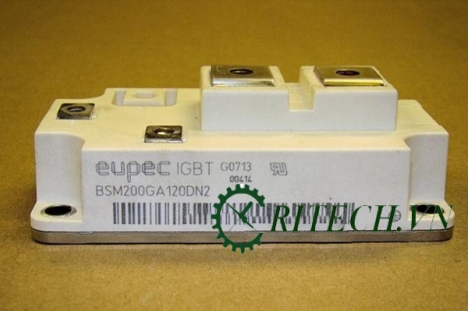 eupec IGBT G0713
00414
BSM200GA120DN2
RITECH.VN